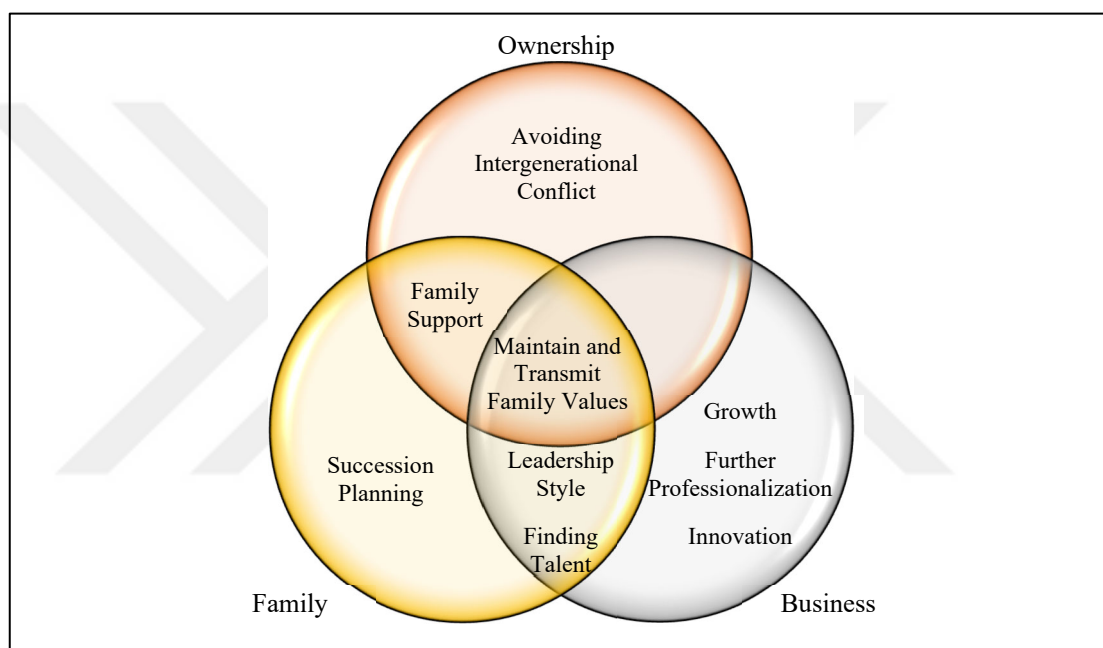 Ownership
Avoiding
Intergenerational
Conflict
Family
Support
Maintain and
Transmit
Family Values
Growth
Succession
Planning
Leadership
Style
Further
Professionalization
Finding
Talent
Innovation
Family
Business